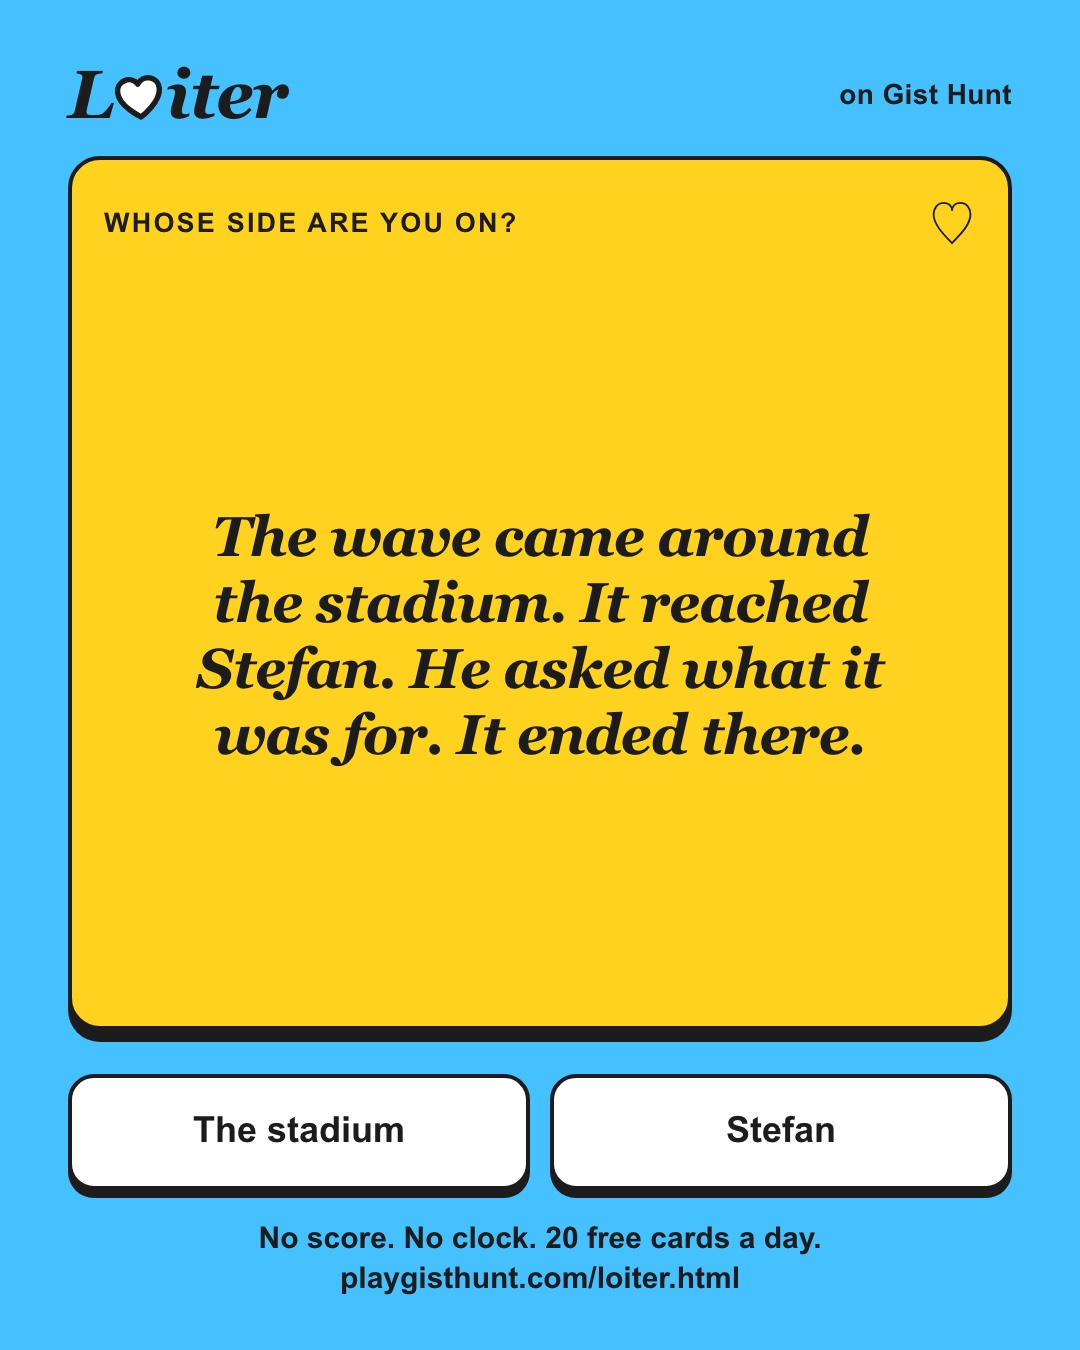 Loiter
on Gist Hunt
WHOSE SIDE ARE YOU ON?
The wave came around
the stadium. It reached
Stefan. He asked what it
was for. It ended there.
The stadium
Stefan
No score. No clock. 20 free cards a day.
playgisthunt.com/loiter.html